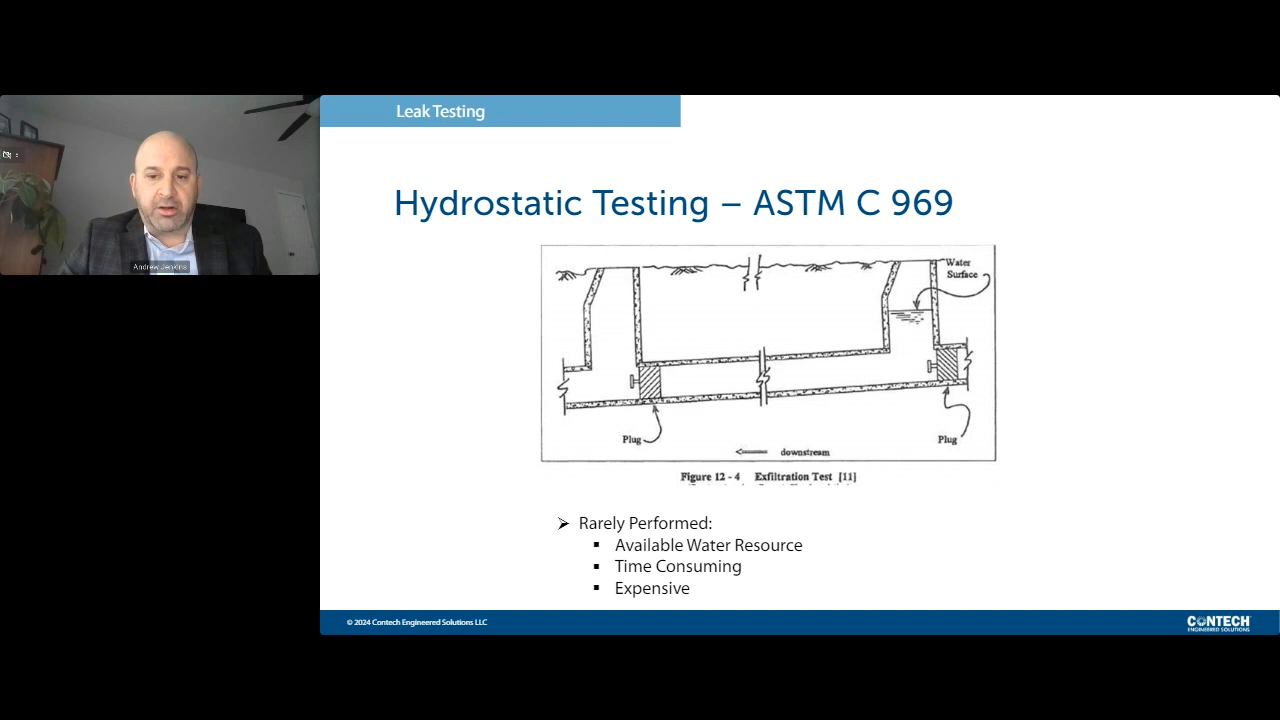 Leak Testing
Andrew Jenkins
Hydrostatic Testing – ASTM C 969
Water
Surface
Plug
Plug
downstream
Figure 12 - 4 Exfiltration Test [11]
➢ Rarely Performed:
▪ Available Water Resource
▪ Time Consuming
▪ Expensive
© 2024 Contech Engineered Solutions LLC
CONTECH
ENGINEERED SOLUTIONS